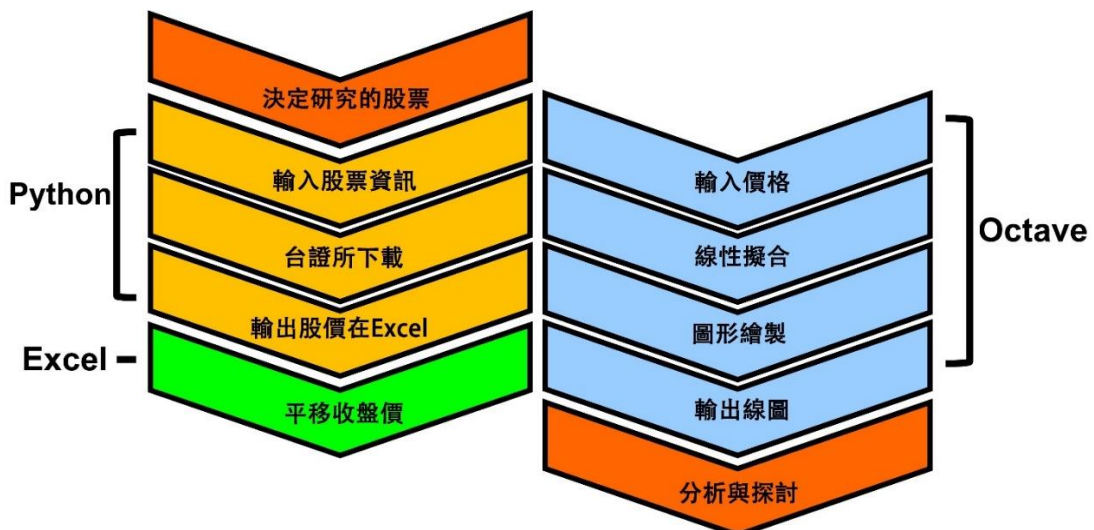 決定研究的股票
Python
輸入股票資訊
台證所下載
輸出股價在Excel
Excel
平移收盤價
輸入價格
線性擬合
圖形繪製
輸出線圖
Octave
分析與探討